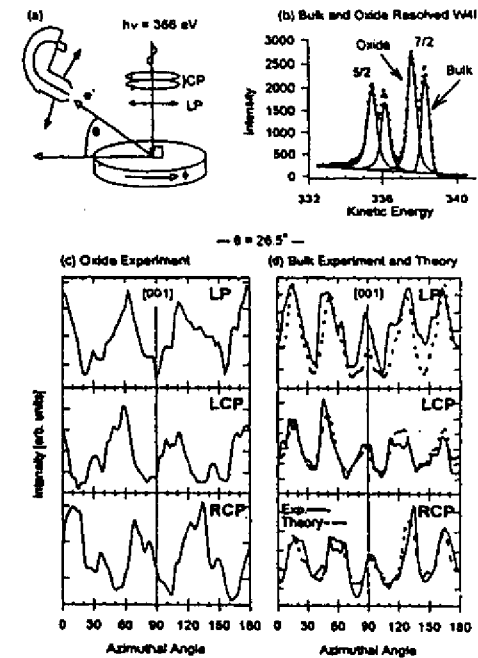 (a)
hν = 366 eV
CP
LP
e-
θ
ϕ
(b) Bulk and Oxide Resolved W4f
7/2
Oxide
5/2
Bulk
Intensity
3000
2500
2000
1500
1000
500
0
332 336 340
Kinetic Energy
— θ = 26.5° —
(c) Oxide Experiment
[001]
LP
LCP
RCP
Intensity [arb. units]
0 30 60 90 120 150 180
Azimuthal Angle
(d) Bulk Experiment and Theory
[001]
LP
LCP
Exp.
Theory
RCP
0 30 60 90 120 150 180
Azimuthal Angle